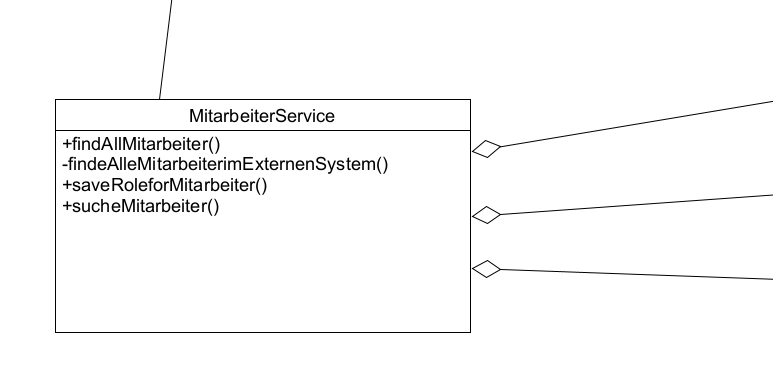 MitarbeiterService
+findAllMitarbeiter()
-findeAlleMitarbeiterimExternenSystem()
+saveRoleforMitarbeiter()
+sucheMitarbeiter()